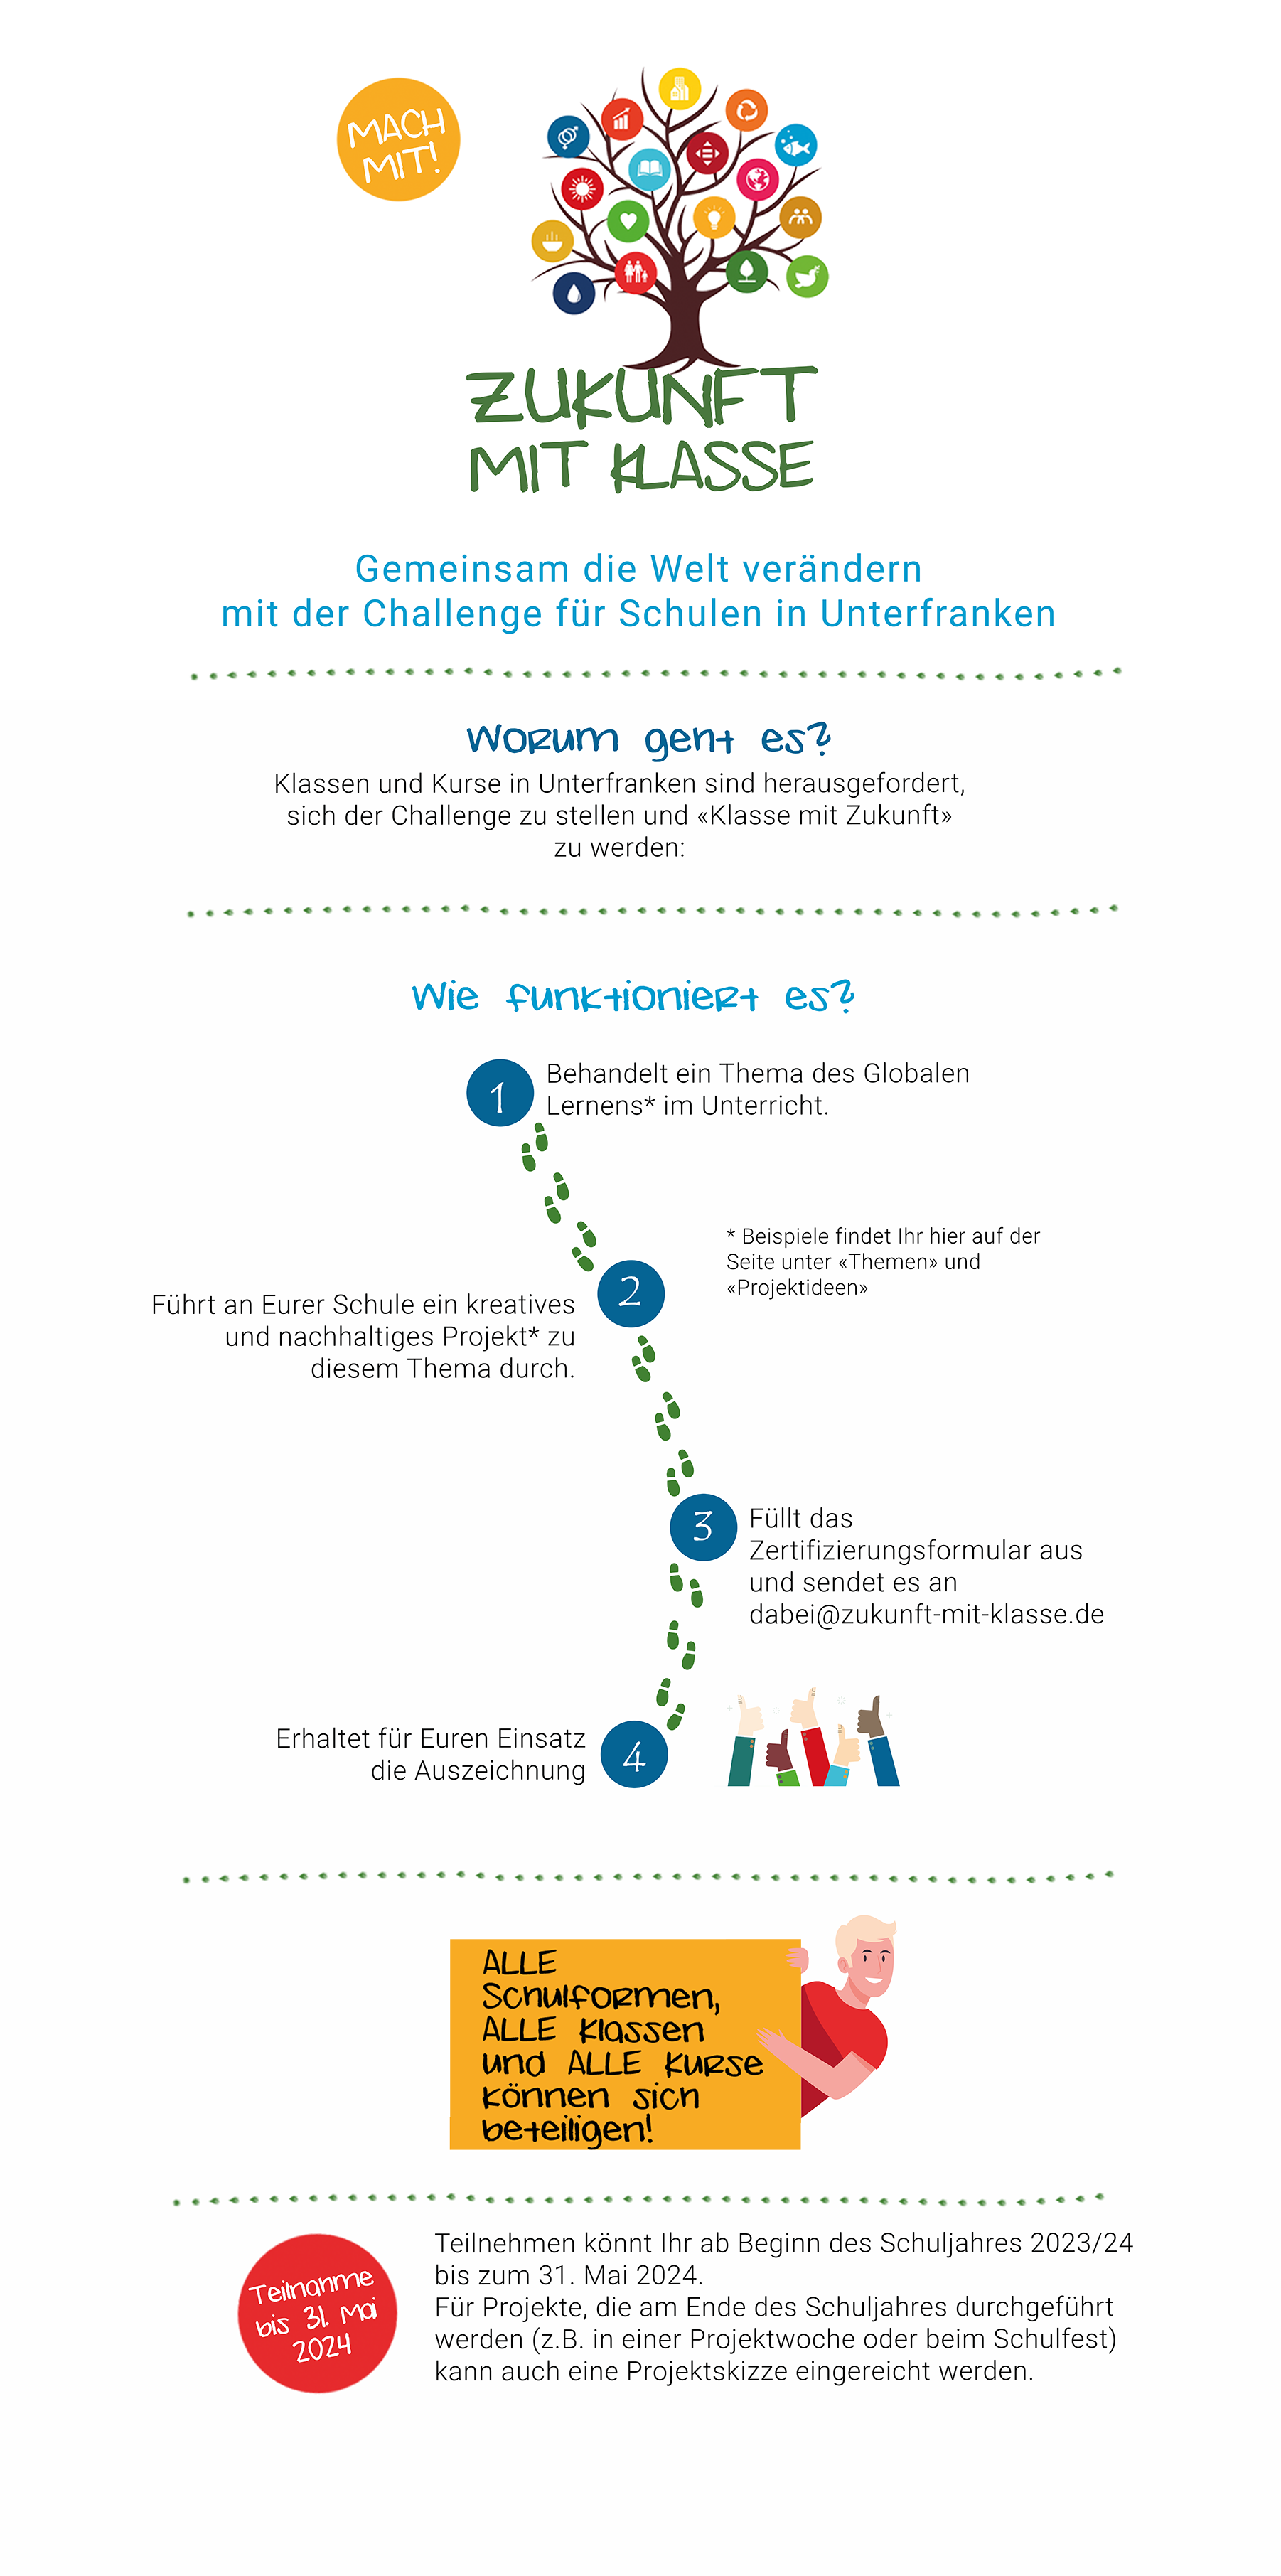 MACH
MIT!
ZUKUNFT
MIT KLASSE
Gemeinsam die Welt verändern
mit der Challenge für Schulen in Unterfranken
Worum geht es?
Klassen und Kurse in Unterfranken sind herausgefordert,
sich der Challenge zu stellen und «Klasse mit Zukunft»
zu werden:
Wie funktioniert es?
1
Behandelt ein Thema des Globalen
Lernens* im Unterricht.
* Beispiele findet Ihr hier auf der
Seite unter «Themen» und
«Projektideen»
2
Führt an Eurer Schule ein kreatives
und nachhaltiges Projekt* zu
diesem Thema durch.
3
Füllt das
Zertifizierungsformular aus
und sendet es an
dabei@zukunft-mit-klasse.de
Erhaltet für Euren Einsatz
die Auszeichnung
4
ALLE
Schulformen,
ALLE Klassen
und ALLE Kurse
können sich
beteiligen!
Teilnahme
bis 31. Mai
2024
Teilnehmen könnt Ihr ab Beginn des Schuljahres 2023/24
bis zum 31. Mai 2024.
Für Projekte, die am Ende des Schuljahres durchgeführt
werden (z.B. in einer Projektwoche oder beim Schulfest)
kann auch eine Projektskizze eingereicht werden.